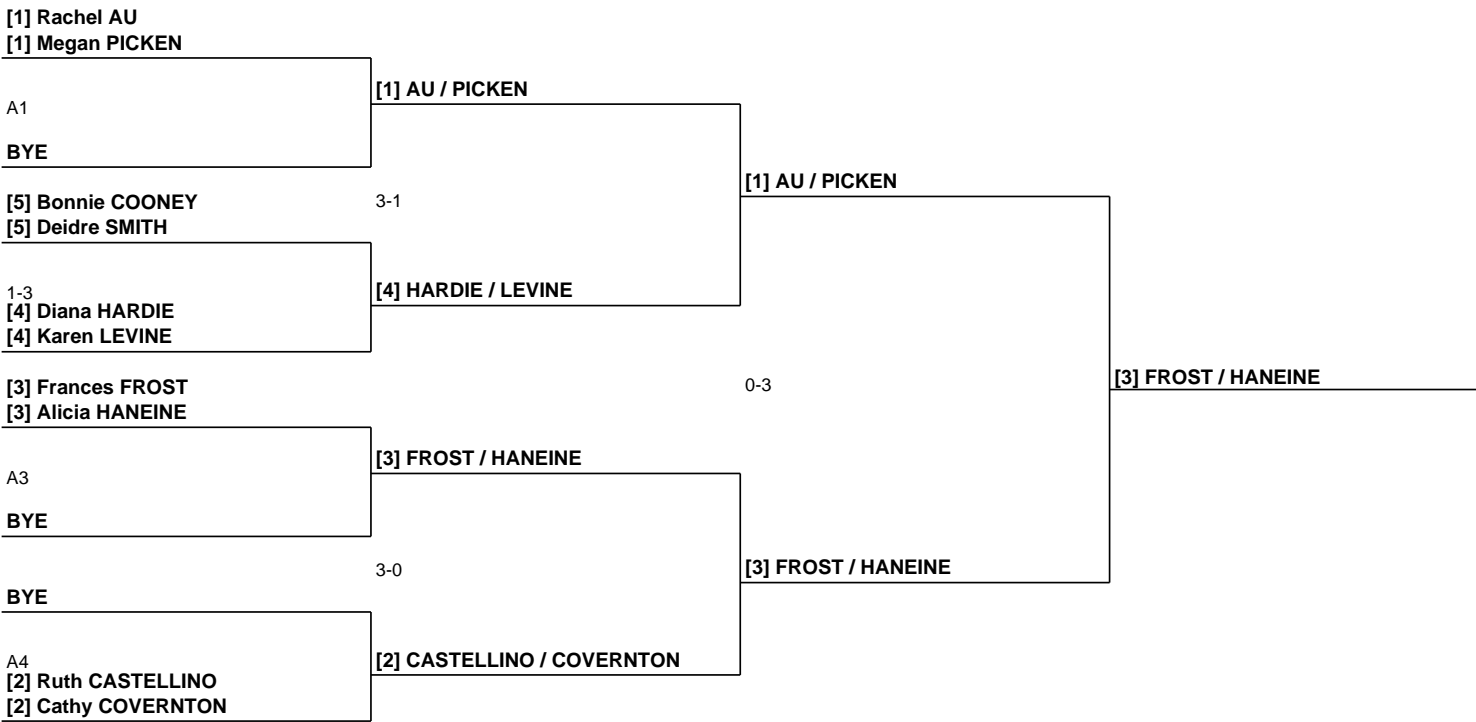 [1] Rachel AU
[1] Megan PICKEN
[1] AU / PICKEN
A1
BYE
[1] AU / PICKEN
[5] Bonnie COONEY
3-1
[5] Deidre SMITH
1-3
[4] HARDIE / LEVINE
[4] Diana HARDIE
[4] Karen LEVINE
[3] Frances FROST
0-3
[3] FROST / HANEINE
[3] Alicia HANEINE
[3] FROST / HANEINE
A3
BYE
3-0
[3] FROST / HANEINE
BYE
A4
[2] CASTELLINO / COVERNTON
[2] Ruth CASTELLINO
[2] Cathy COVERNTON